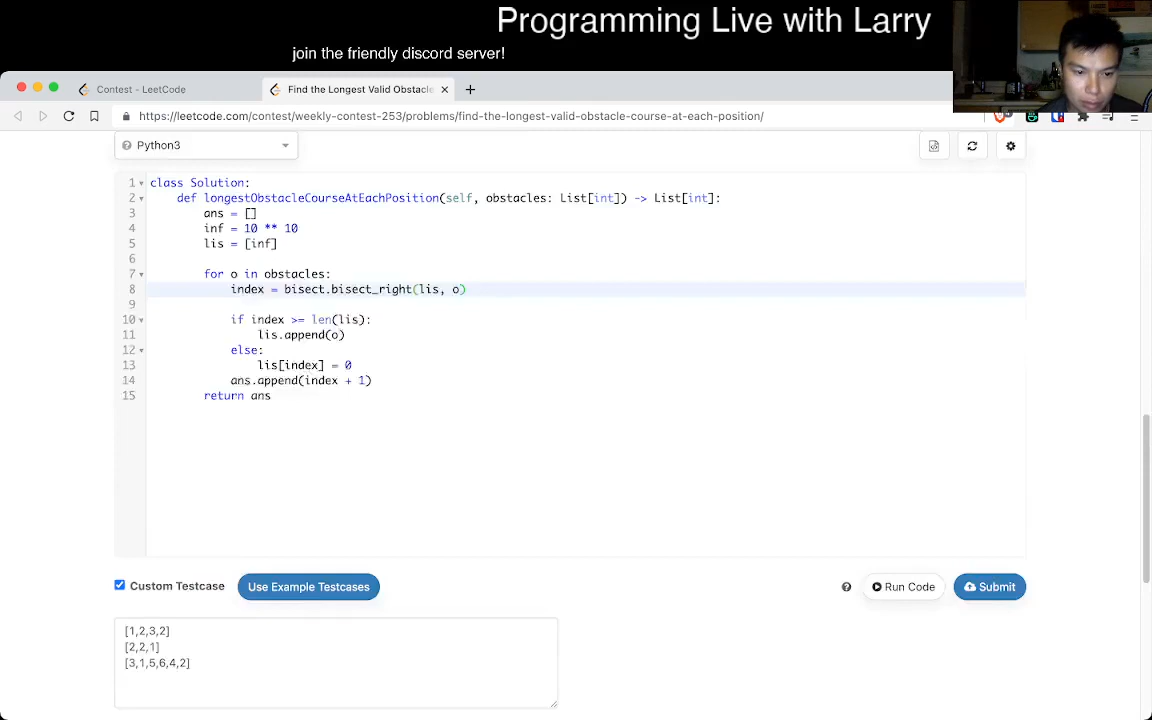 Programming Live with Larry
join the friendly discord server!
Contest - LeetCode
Find the Longest Valid Obstacle
https://leetcode.com/contest/weekly-contest-253/problems/find-the-longest-valid-obstacle-course-at-each-position/
Python3
1 class Solution:
2 def longestObstacleCourseAtEachPosition(self, obstacles: List[int]) -> List[int]:
3 ans = []
4 inf = 10 ** 10
5 lis = [inf]
6
7 for o in obstacles:
8 index = bisect.bisect_right(lis, o)
9
10 if index >= len(lis):
11 lis.append(o)
12 else:
13 lis[index] = 0
14 ans.append(index + 1)
15 return ans
Custom Testcase
Use Example Testcases
Run Code
Submit
[1,2,3,2]
[2,2,1]
[3,1,5,6,4,2]